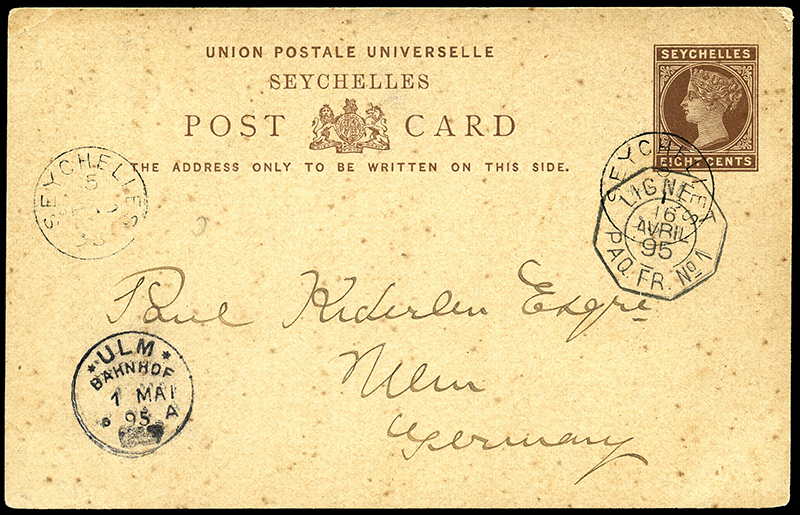 UNION POSTALE UNIVERSELLE
SEYCHELLES
POST CARD
THE ADDRESS ONLY TO BE WRITTEN ON THIS SIDE.
SEYCHELLES
EIGHT CENTS
SEYCHELLES
5
SEYCHELLES
LIGNE T
16
AVRIL
95
PAQ. FR. No. 1
Paul Kiderlen Esqre
Ulm
Germany
ULM
BAHNHOF
1 MAI
95
A